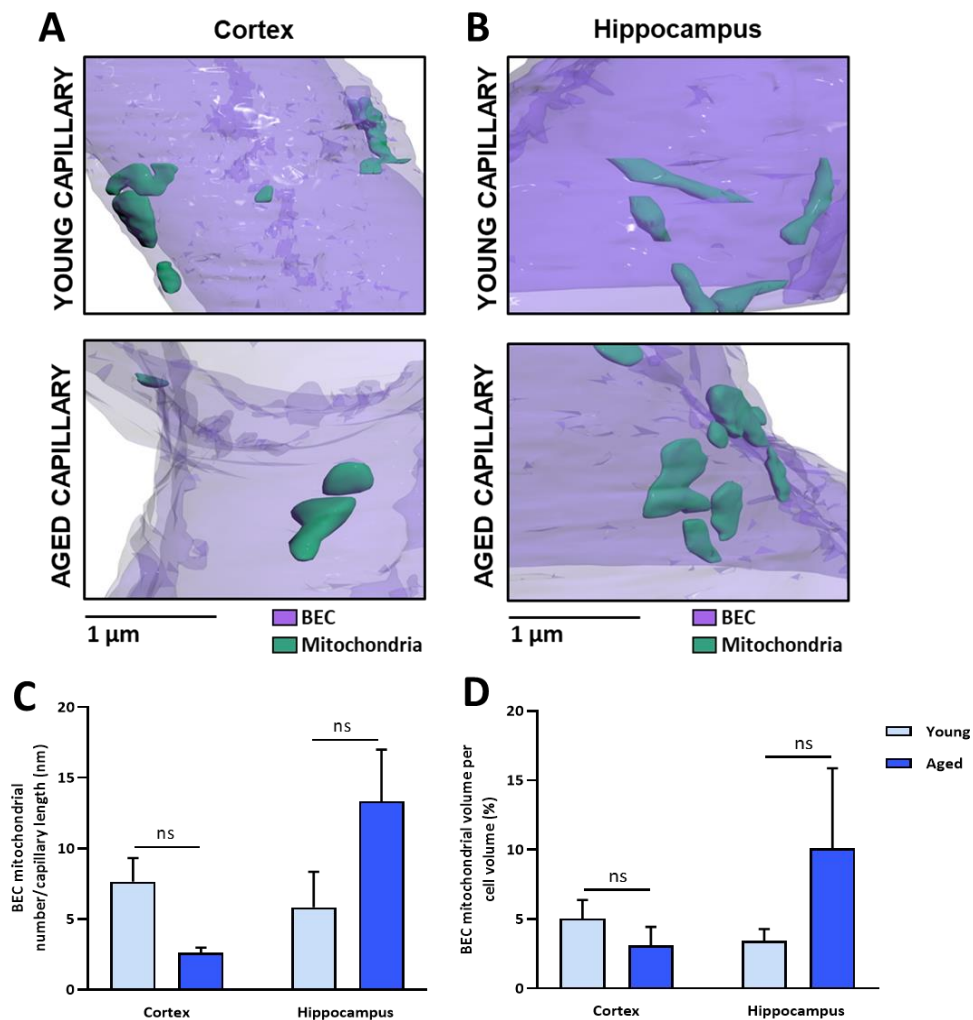 A
Cortex
B
Hippocampus
YOUNG CAPILLARY
YOUNG CAPILLARY
AGED CAPILLARY
AGED CAPILLARY
1 µm
BEC
Mitochondria
1 µm
BEC
Mitochondria
C
BEC mitochondrial
number/capillary length (nm)
20
15
10
5
0
ns
ns
Cortex
Hippocampus
D
BEC mitochondrial volume per
cell volume (%)
20
15
10
5
0
ns
ns
Cortex
Hippocampus
Young
Aged